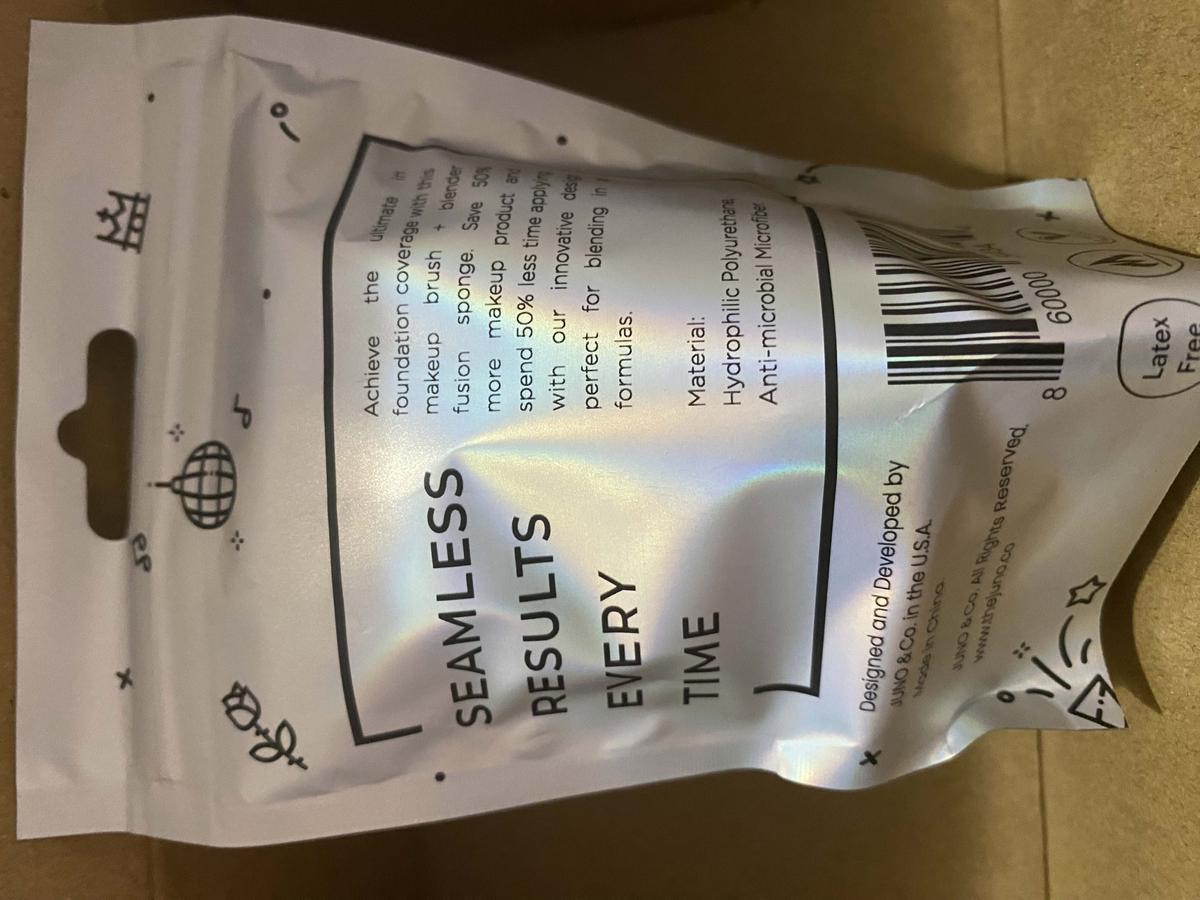 SEAMLESS
RESULTS
EVERY
TIME
Achieve the ultimate in
foundation coverage with this
makeup brush + blender
fusion sponge. Save 50%
more makeup product and
spend 50% less time applying
with our innovative
perfect for blending in
formulas.
Material:
Hydrophilic Polyurethane
Anti-microbial Microfiber
Designed and Developed by
JUNO & Co. in the U.S.A.
Made in China.
JUNO & Co. All Rights Reserved.
www.thejuno.co
8 60000
Latex
Free